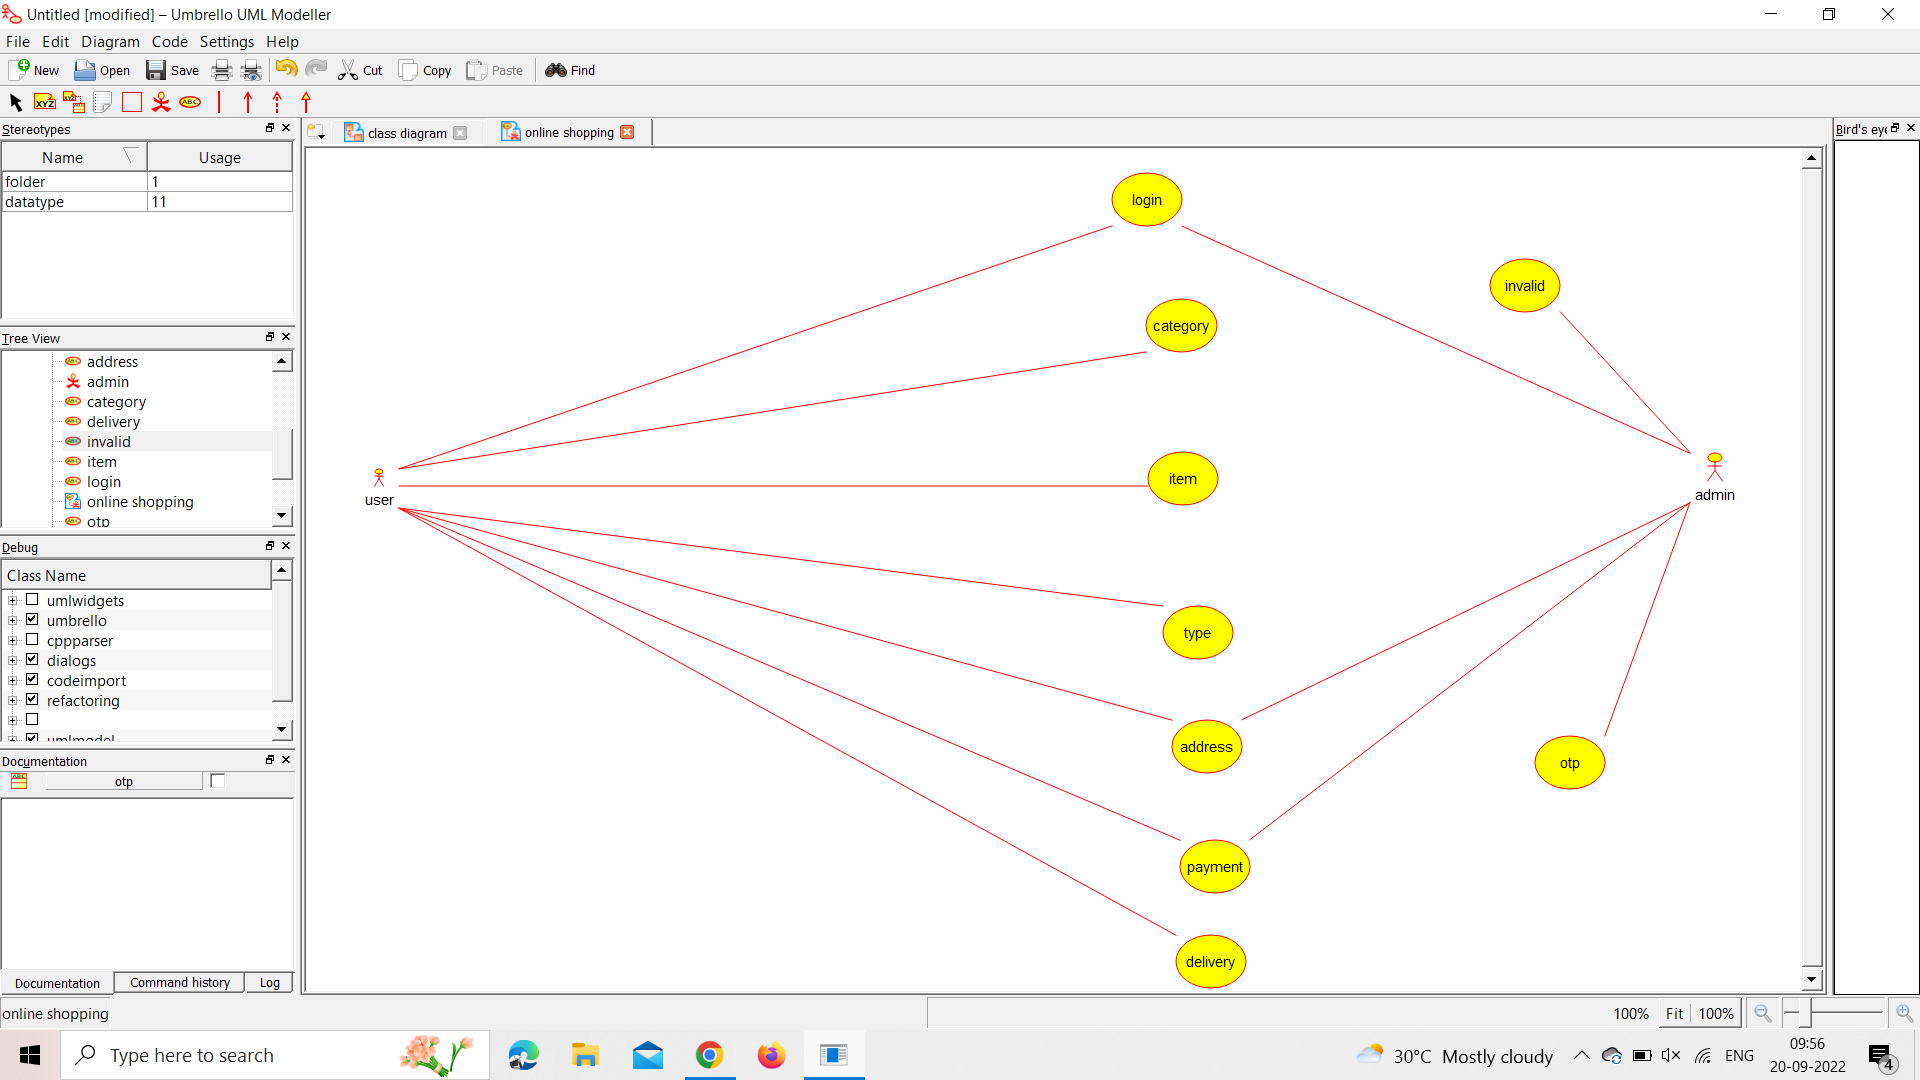 Untitled [modified] – Umbrello UML Modeller
File Edit Diagram Code Settings Help
New Open Save Cut Copy Paste Find
XYZ XYZ ABC
Stereotypes
Name Usage
folder 1
datatype 11
Tree View
address
admin
category
delivery
invalid
item
login
online shopping
otp
Debug
Class Name
umlwidgets
umbrello
cppparser
dialogs
codeimport
refactoring
umlmodel
Documentation
otp
Documentation Command history Log
class diagram online shopping
login
invalid
category
item
user
admin
type
address
otp
payment
delivery
Bird's eye
online shopping
100% Fit 100%
Type here to search
30°C Mostly cloudy
ENG
09:56
20-09-2022
4